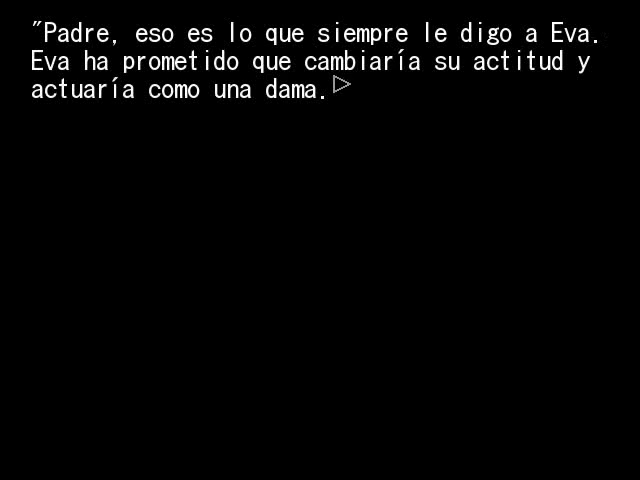 "Padre, eso es lo que siempre le digo a Eva.
Eva ha prometido que cambiaría su actitud y
actuaría como una dama.